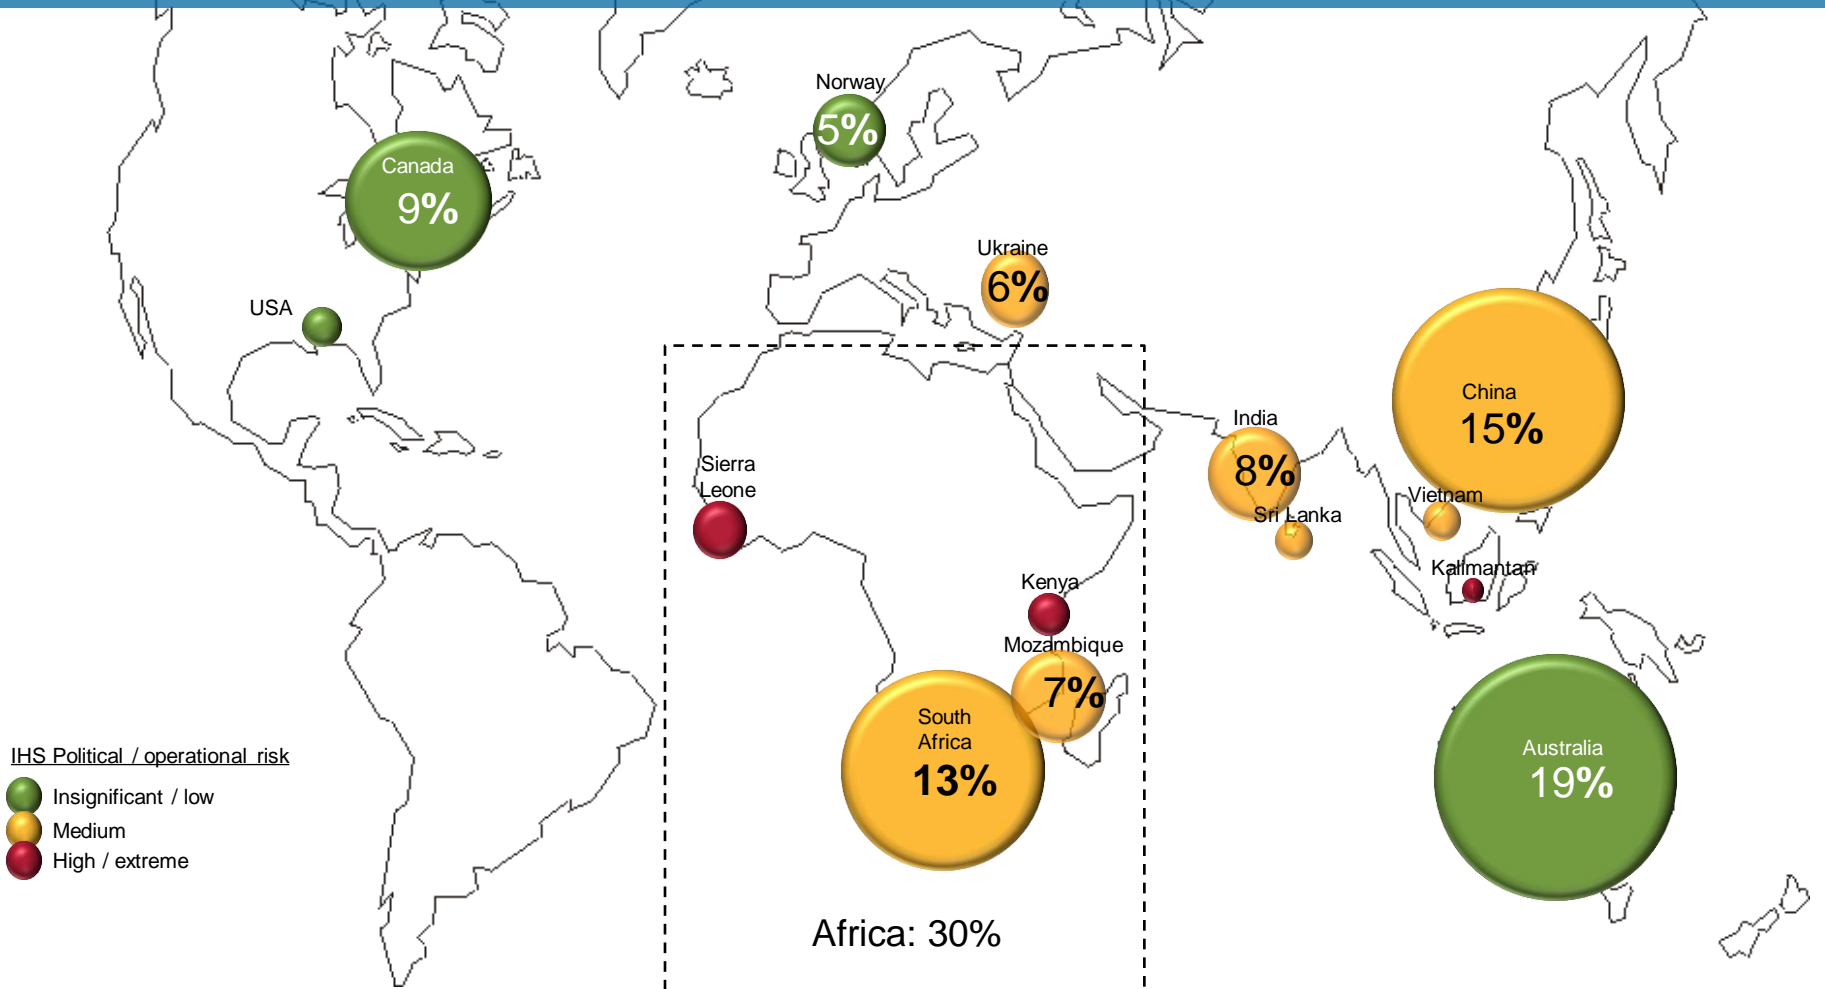 Norway
5%
Canada
9%
Ukraine
6%
USA
China
15%
India
8%
Sierra
Leone
Vietnam
Sri Lanka
Kalimantan
Kenya
Mozambique
7%
South
Africa
13%
Australia
19%
IHS Political / operational risk
Insignificant / low
Medium
High / extreme
Africa: 30%